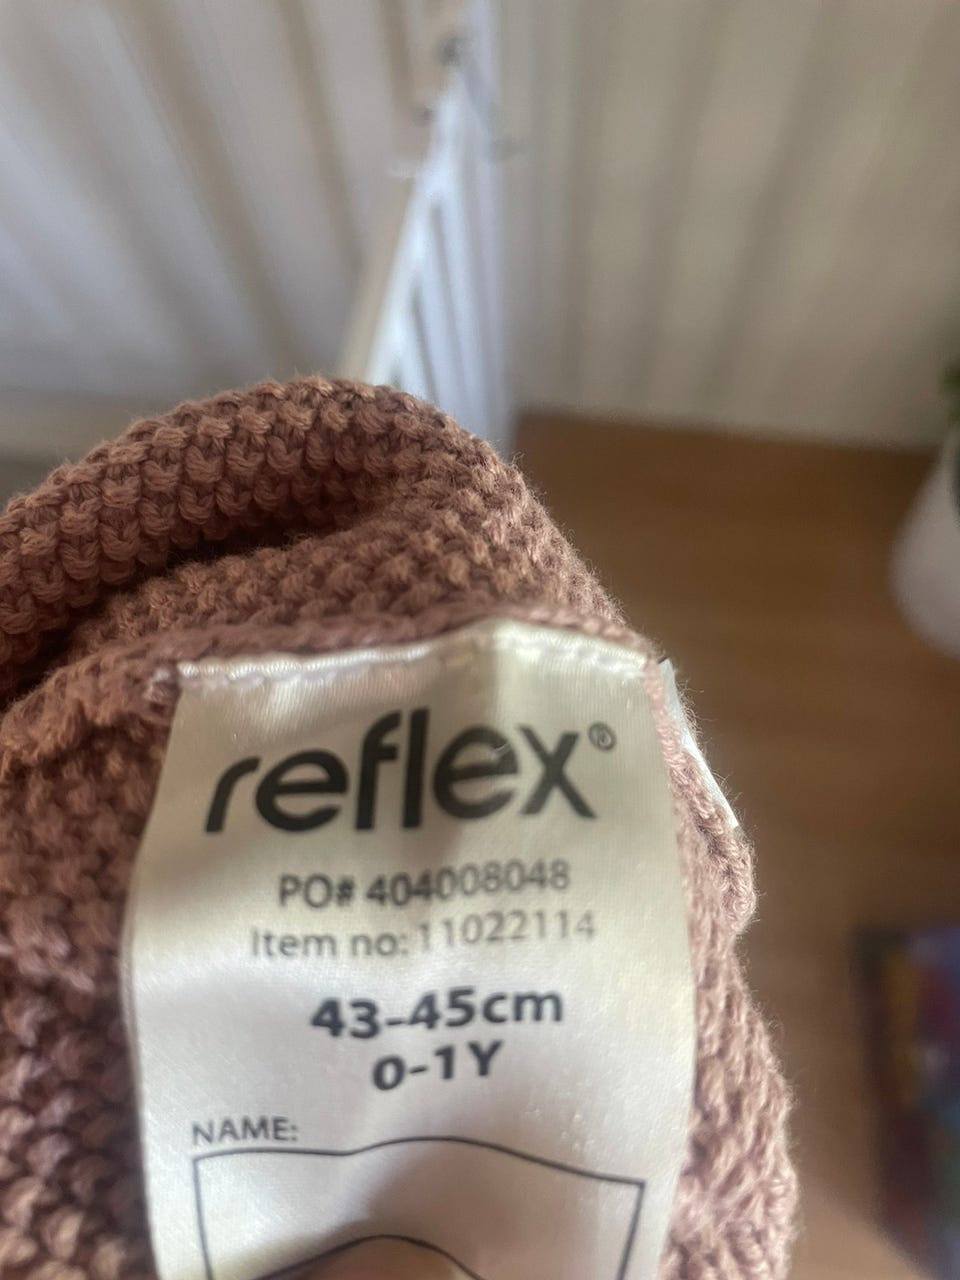 reflex®
PO# 404008048
Item no: 11022114
43-45cm
0-1Y
NAME: